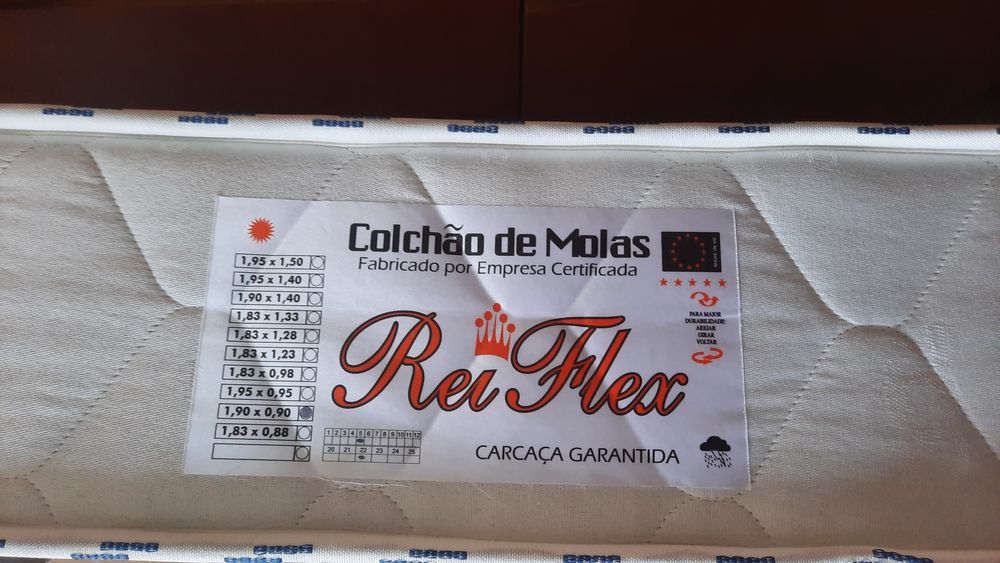 Colchão de Molas
Fabricado por Empresa Certificada
1,95 x 1,50
1,95 x 1,40
1,90 x 1,40
1,83 x 1,33
1,83 x 1,28
1,83 x 1,23
1,83 x 0,98
1,95 x 0,95
1,90 x 0,90
1,83 x 0,88
Rei Flex
PARA MAIOR
DURABILIDADE:
AREJAR
GIRAR
VOLTAR
1 2 3 4 5 6 7 8 9 10 11 12
20 21 22 23 24 25
CARCAÇA GARANTIDA